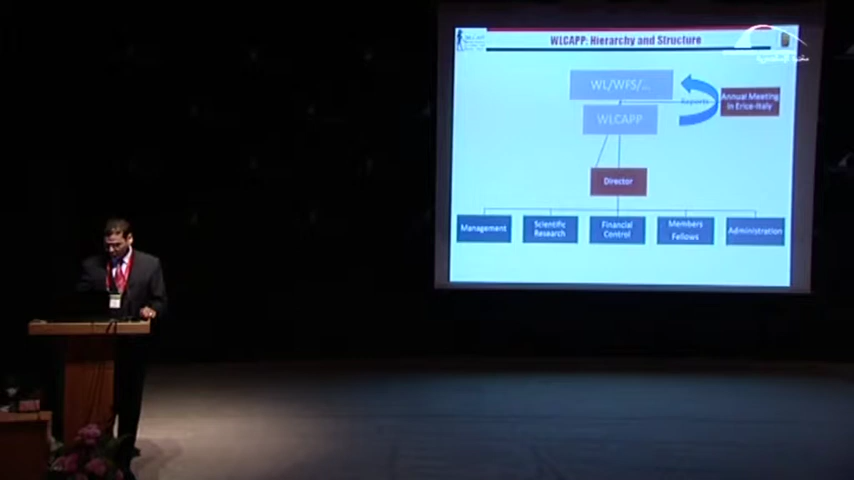 WLCAPP: Hierarchy and Structure
WL/WFS/...
Reports
Annual Meeting
in Erice-Italy
WLCAPP
Director
Management
Scientific
Research
Financial
Control
Members
Fellows
Administration